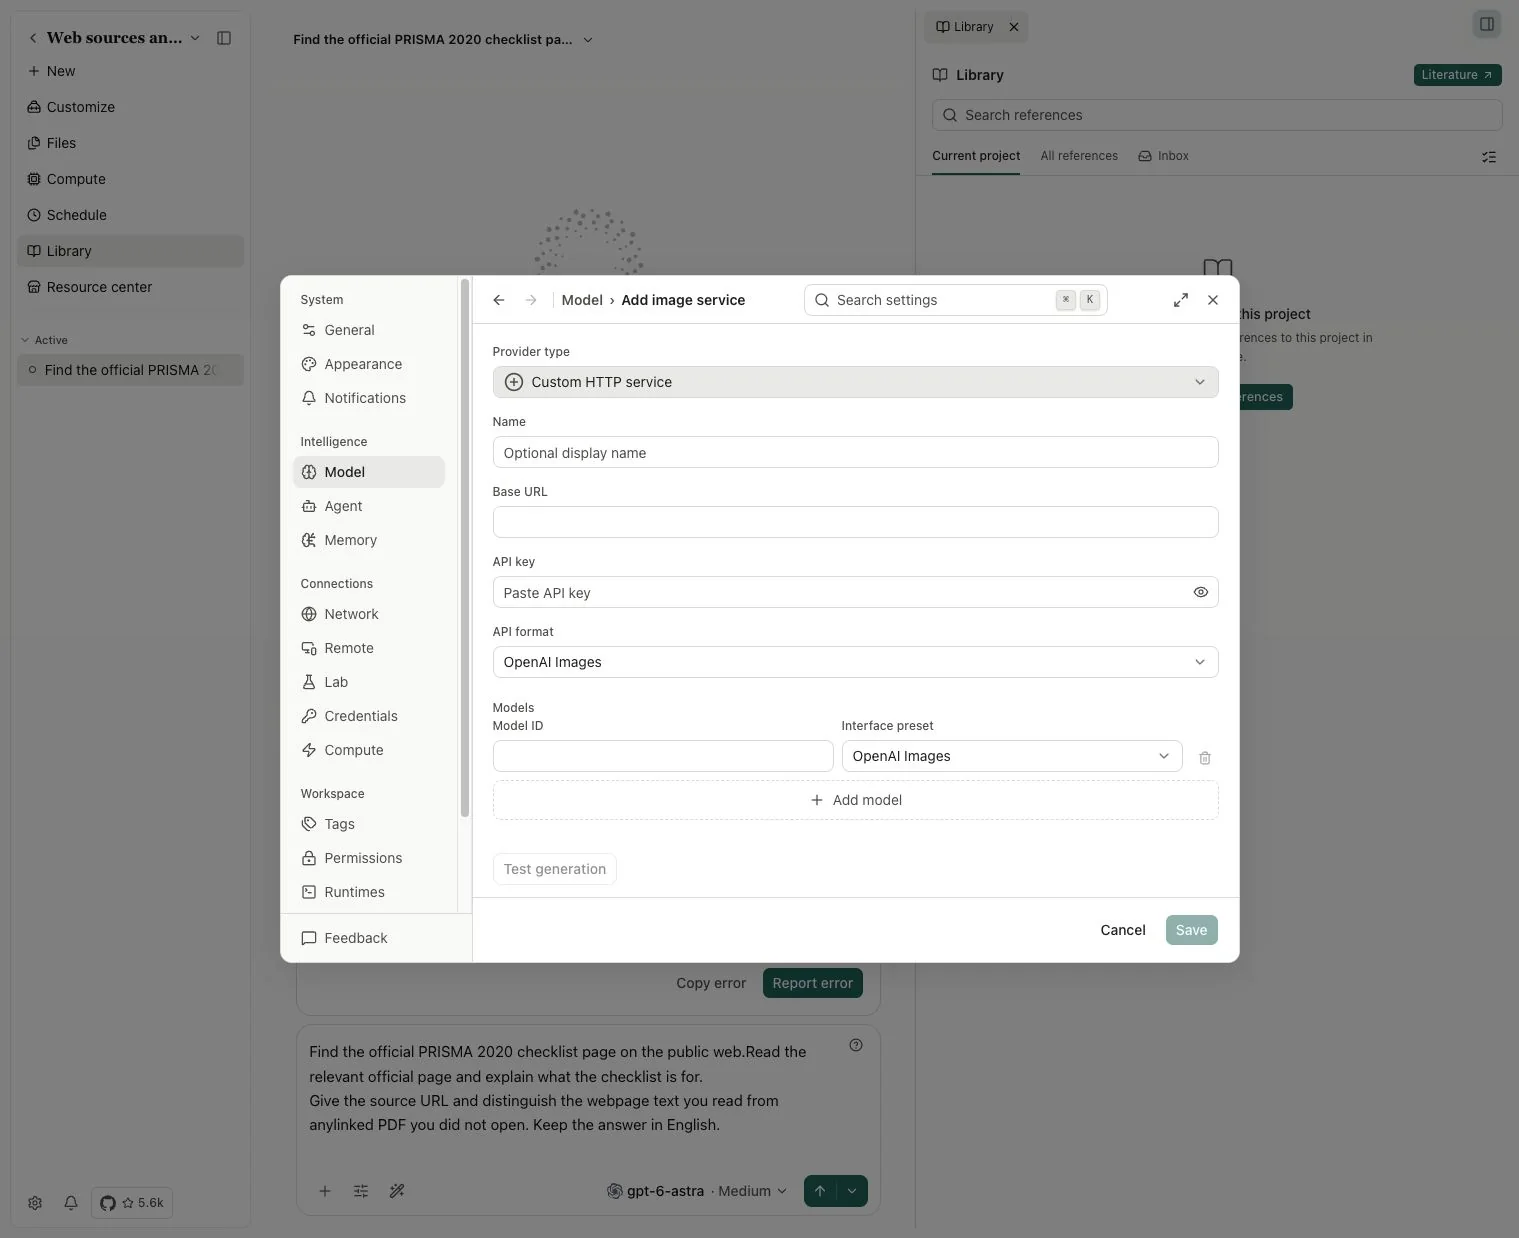 Web sources an...
New
Customize
Files
Compute
Schedule
Library
Resource center
Active
Find the official PRISMA 20
5.6k
Find the official PRISMA 2020 checklist pa...
Library
Library
Literature
Search references
Current project
All references
Inbox
this project
rences to this project in
e.
erences
System
General
Appearance
Notifications
Intelligence
Model
Agent
Memory
Connections
Network
Remote
Lab
Credentials
Compute
Workspace
Tags
Permissions
Runtimes
Feedback
Model › Add image service
Search settings
⌘ K
Provider type
Custom HTTP service
Name
Optional display name
Base URL
API key
Paste API key
API format
OpenAI Images
Models
Model ID
Interface preset
OpenAI Images
Add model
Test generation
Cancel
Save
Copy error
Report error
Find the official PRISMA 2020 checklist page on the public web.Read the
relevant official page and explain what the checklist is for.
Give the source URL and distinguish the webpage text you read from
anylinked PDF you did not open. Keep the answer in English.
gpt-6-astra · Medium